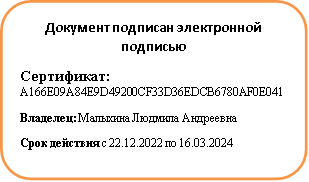 Документ подписан электронной
подписью
Сертификат:
A166E09A84E9D49200CF33D36EDCB6780AF0E041
Владелец: Малыхина Людмила Андреевна
Срок действия с 22.12.2022 по 16.03.2024